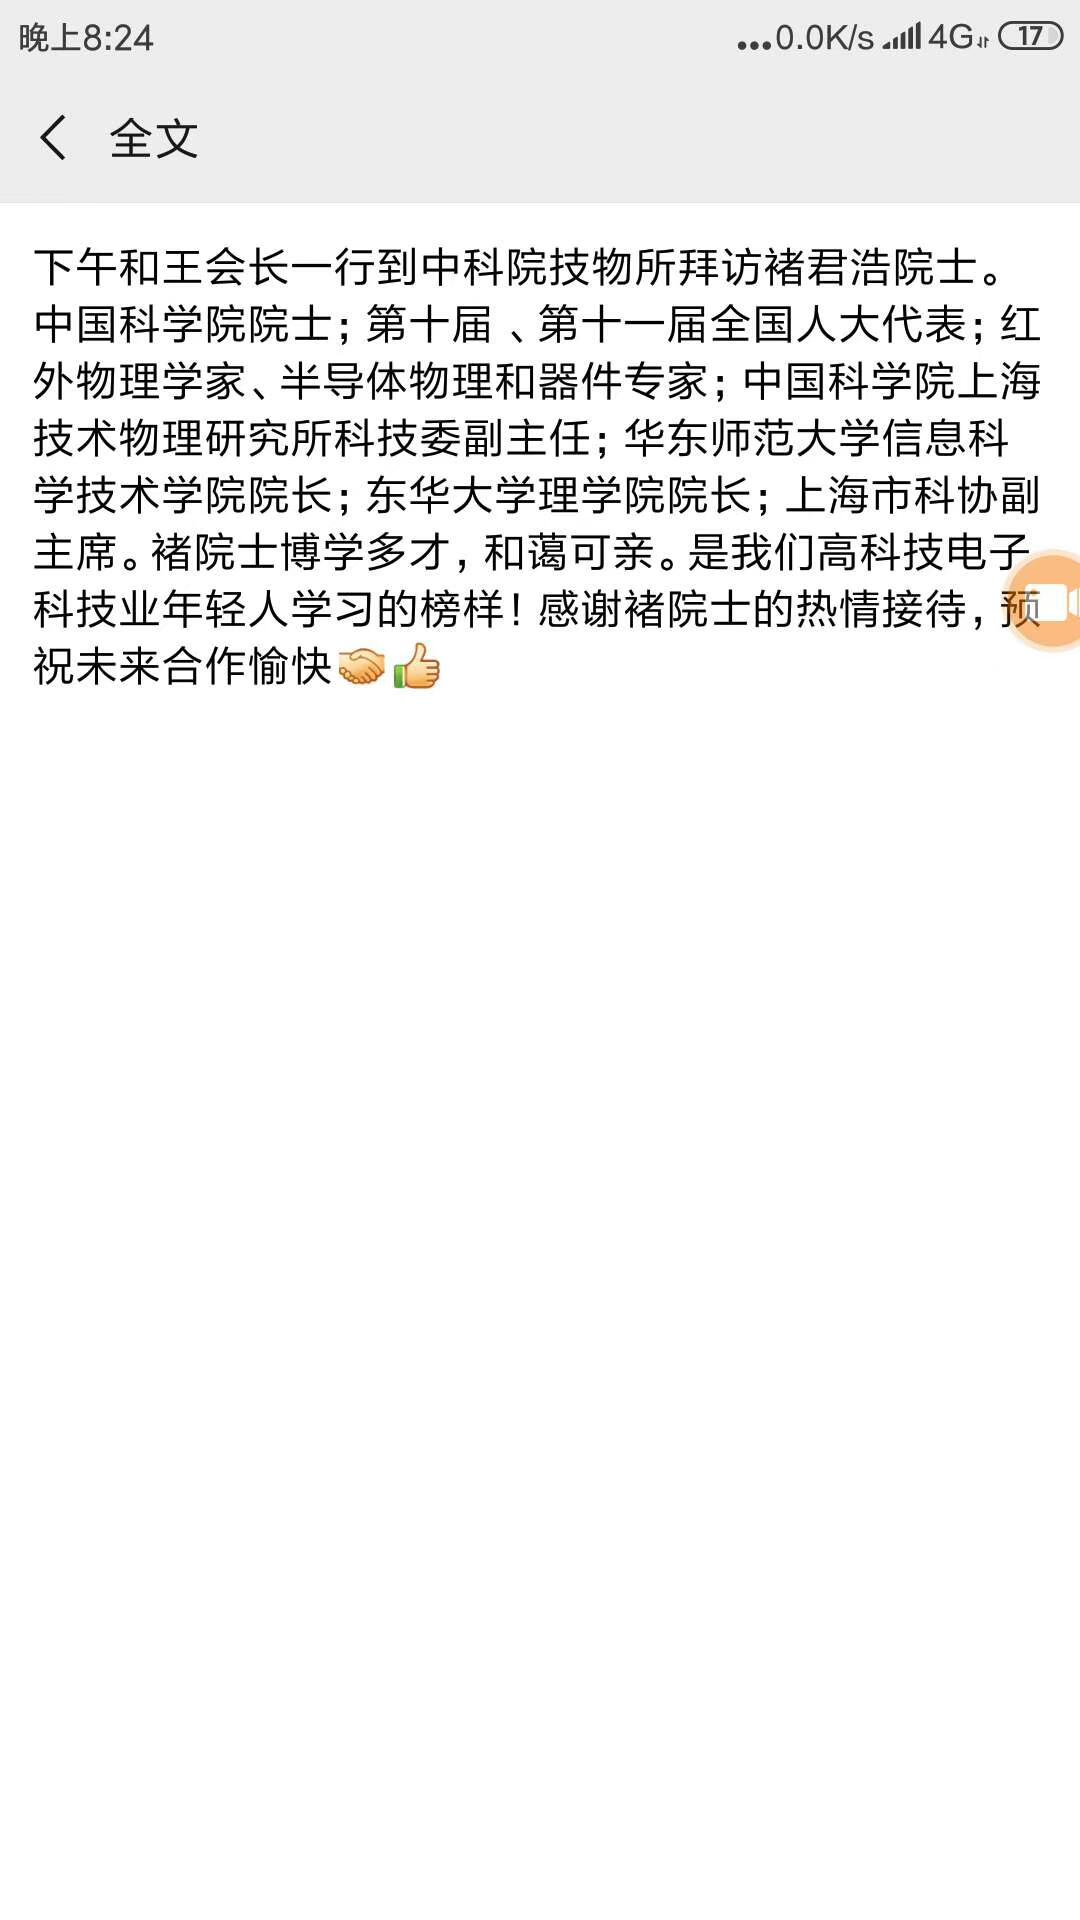 晚上8:24
...0.0K/s 4G 17
全文
下午和王会长一行到中科院技物所拜访褚君浩院士。
中国科学院院士；第十届 、第十一届全国人大代表；红
外物理学家、半导体物理和器件专家；中国科学院上海
技术物理研究所科技委副主任；华东师范大学信息科
学技术学院院长；东华大学理学院院长；上海市科协副
主席。褚院士博学多才，和蔼可亲。是我们高科技电子
科技业年轻人学习的榜样！感谢褚院士的热情接待，预
祝未来合作愉快🤝👍